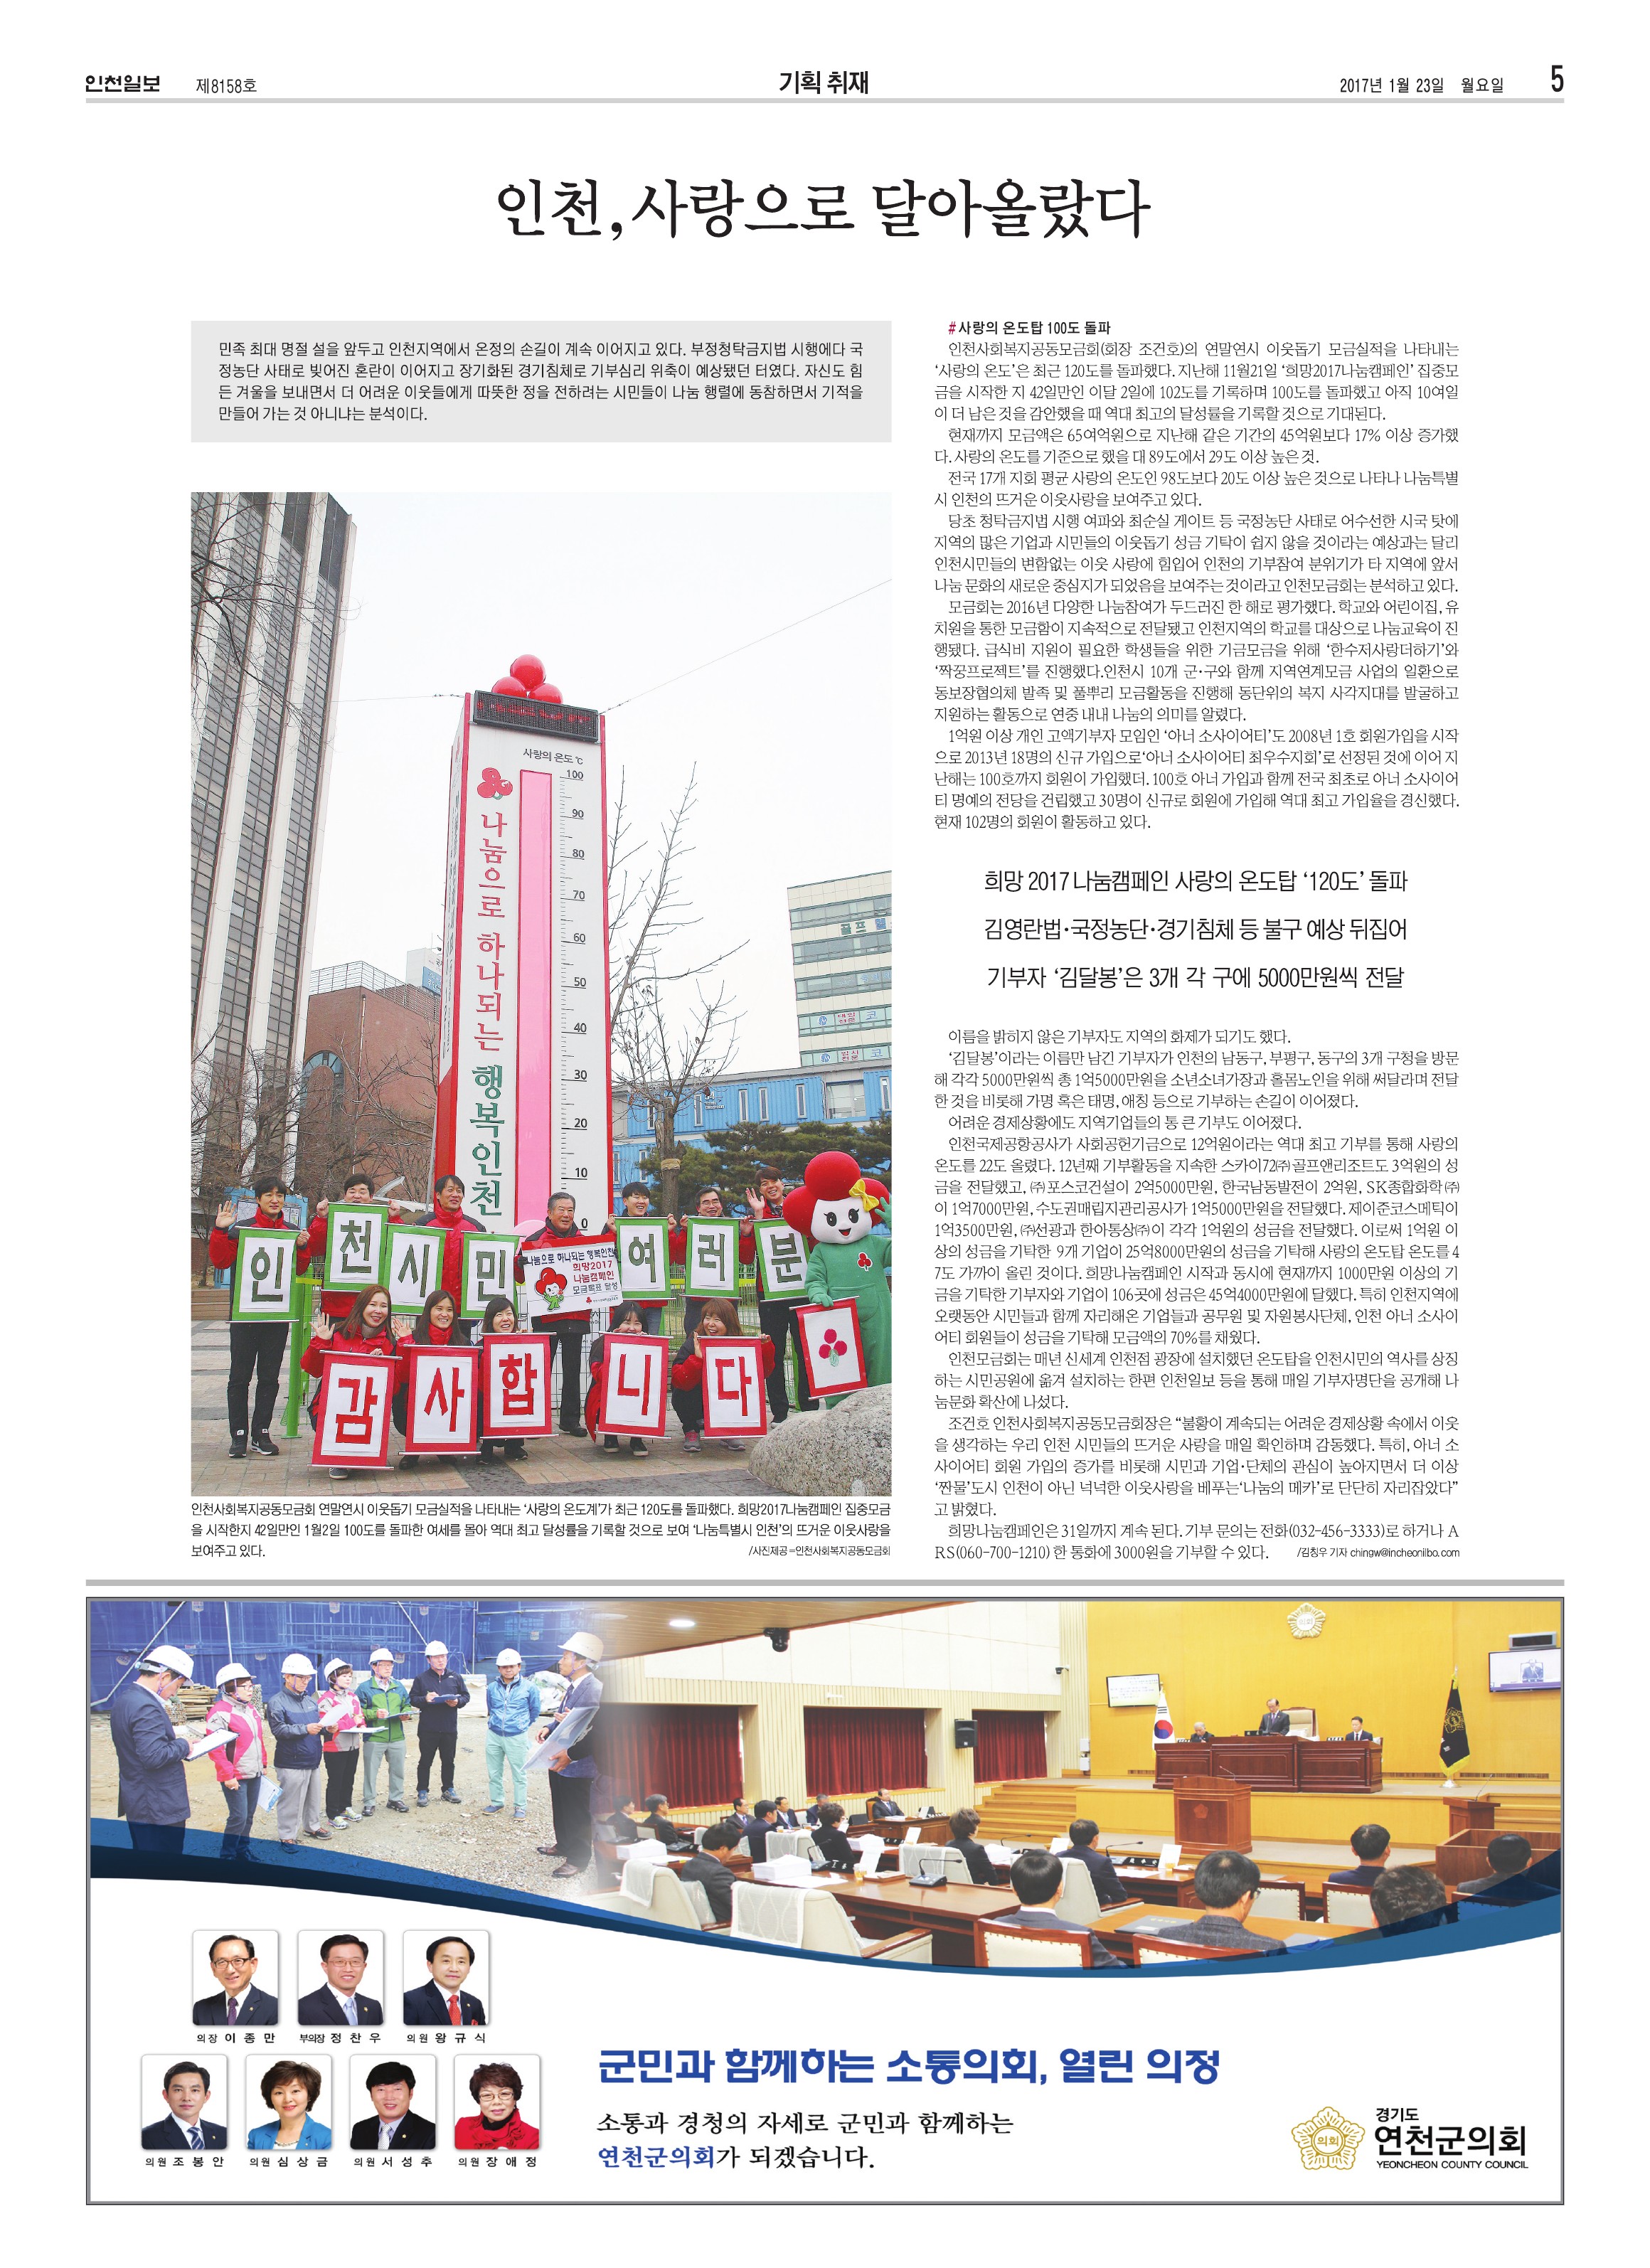 인천일보 제8158호 기획 취재 2017년 1월 23일 월요일 5
인천, 사랑으로 달아올랐다
민족 최대 명절 설을 앞두고 인천지역에서 온정의 손길이 계속 이어지고 있다. 부정청탁금지법 시행에다 국
정농단 사태로 빚어진 혼란이 이어지고 장기화된 경기침체로 기부심리 위축이 예상됐던 터였다. 자신도 힘
든 겨울을 보내면서 더 어려운 이웃들에게 따뜻한 정을 전하려는 시민들이 나눔 행렬에 동참하면서 기적을
만들어 가는 것 아니냐는 분석이다.
사랑의 온도 ℃
100
90
80
70
60
50
40
30
20
10
0
나눔으로 하나되는 행복인천
인천시민 여러분
나눔으로 하나되는 행복인천
희망2017
나눔캠페인
모금목표 달성
감사합니다
인천사회복지공동모금회 연말연시 이웃돕기 모금실적을 나타내는 ‘사랑의 온도계’가 최근 120도를 돌파했다. 희망2017나눔캠페인 집중모금
을 시작한지 42일만인 1월2일 100도를 돌파한 여세를 몰아 역대 최고 달성률을 기록할 것으로 보여 ‘나눔특별시 인천’의 뜨거운 이웃사랑을
보여주고 있다. /사진제공=인천사회복지공동모금회
#사랑의 온도탑 100도 돌파
인천사회복지공동모금회(회장 조건호)의 연말연시 이웃돕기 모금실적을 나타내는
‘사랑의 온도’은 최근 120도를 돌파했다. 지난해 11월21일 ‘희망2017나눔캠페인’ 집중모
금을 시작한 지 42일만인 이달 2일에 102도를 기록하며 100도를 돌파했고 아직 10여일
이 더 남은 것을 감안했을 때 역대 최고의 달성률을 기록할 것으로 기대된다.
현재까지 모금액은 65여억원으로 지난해 같은 기간의 45억원보다 17% 이상 증가했
다. 사랑의 온도를 기준으로 했을 대 89도에서 29도 이상 높은 것.
전국 17개 지회 평균 사랑의 온도인 98도보다 20도 이상 높은 것으로 나타나 나눔특별
시 인천의 뜨거운 이웃사랑을 보여주고 있다.
당초 청탁금지법 시행 여파와 최순실 게이트 등 국정농단 사태로 어수선한 시국 탓에
지역의 많은 기업과 시민들의 이웃돕기 성금 기탁이 쉽지 않을 것이라는 예상과는 달리
인천시민들의 변함없는 이웃 사랑에 힘입어 인천의 기부참여 분위기가 타 지역에 앞서
나눔 문화의 새로운 중심지가 되었음을 보여주는 것이라고 인천모금회는 분석하고 있다.
모금회는 2016년 다양한 나눔참여가 두드러진 한 해로 평가했다. 학교와 어린이집, 유
치원을 통한 모금함이 지속적으로 전달됐고 인천지역의 학교를 대상으로 나눔교육이 진
행됐다. 급식비 지원이 필요한 학생들을 위한 기금모금을 위해 ‘한수저사랑더하기’와
‘짝꿍프로젝트’를 진행했다.인천시 10개 군·구와 함께 지역연계모금 사업의 일환으로
동보장협의체 발족 및 풀뿌리 모금활동을 진행해 동단위의 복지 사각지대를 발굴하고
지원하는 활동으로 연중 내내 나눔의 의미를 알렸다.
1억원 이상 개인 고액기부자 모임인 ‘아너 소사이어티’도 2008년 1호 회원가입을 시작
으로 2013년 18명의 신규 가입으로‘아너 소사이어티 최우수지회’로 선정된 것에 이어 지
난해는 100호까지 회원이 가입했다. 100호 아너 가입과 함께 전국 최초로 아너 소사이어
티 명예의 전당을 건립했고 30명이 신규로 회원에 가입해 역대 최고 가입율을 경신했다.
현재 102명의 회원이 활동하고 있다.
희망 2017 나눔캠페인 사랑의 온도탑 ‘120도’ 돌파
김영란법·국정농단·경기침체 등 불구 예상 뒤집어
기부자 ‘김달봉’은 3개 각 구에 5000만원씩 전달
이름을 밝히지 않은 기부자도 지역의 화제가 되기도 했다.
‘김달봉’이라는 이름만 남긴 기부자가 인천의 남동구, 부평구, 동구의 3개 구청을 방문
해 각각 5000만원씩 총 1억5000만원을 소년소녀가장과 홀몸노인을 위해 써달라며 전달
한 것을 비롯해 가명 혹은 태명, 애칭 등으로 기부하는 손길이 이어졌다.
어려운 경제상황에도 지역기업들의 통 큰 기부도 이어졌다.
인천국제공항공사가 사회공헌기금으로 12억원이라는 역대 최고 기부를 통해 사랑의
온도를 22도 올렸다. 12년째 기부활동을 지속한 스카이72㈜골프앤리조트도 3억원의 성
금을 전달했고, ㈜포스코건설이 2억5000만원, 한국남동발전이 2억원, SK종합화학㈜
이 1억7000만원, 수도권매립지관리공사가 1억5000만원을 전달했다. 제이준코스메틱이
1억3500만원, ㈜선광과 한아통상㈜이 각각 1억원의 성금을 전달했다. 이로써 1억원 이
상의 성금을 기탁한 9개 기업이 25억8000만원의 성금을 기탁해 사랑의 온도탑 온도를 4
7도 가까이 올린 것이다. 희망나눔캠페인 시작과 동시에 현재까지 1000만원 이상의 기
금을 기탁한 기부자와 기업이 106곳에 성금은 45억4000만원에 달했다. 특히 인천지역에
오랫동안 시민들과 함께 자리해온 기업들과 공무원 및 자원봉사단체, 인천 아너 소사이
어티 회원들이 성금을 기탁해 모금액의 70%를 채웠다.
인천모금회는 매년 신세계 인천점 광장에 설치했던 온도탑을 인천시민의 역사를 상징
하는 시민공원에 옮겨 설치하는 한편 인천일보 등을 통해 매일 기부자명단을 공개해 나
눔문화 확산에 나섰다.
조건호 인천사회복지공동모금회장은 “불황이 계속되는 어려운 경제상황 속에서 이웃
을 생각하는 우리 인천 시민들의 뜨거운 사랑을 매일 확인하며 감동했다. 특히, 아너 소
사이어티 회원 가입의 증가를 비롯해 시민과 기업·단체의 관심이 높아지면서 더 이상
‘짠물’도시 인천이 아닌 넉넉한 이웃사랑을 베푸는‘나눔의 메카’로 단단히 자리잡았다”
고 밝혔다.
희망나눔캠페인은 31일까지 계속 된다. 기부 문의는 전화(032-456-3333)로 하거나 A
RS(060-700-1210) 한 통화에 3000원을 기부할 수 있다. /김칭우 기자 chingw@incheonilbo.com
의장 이종만 부의장 정찬우 의원 왕규식
의원 조봉안 의원 심상금 의원 서성추 의원 장애정
군민과 함께하는 소통의회, 열린 의정
소통과 경청의 자세로 군민과 함께하는
연천군의회가 되겠습니다.
의회
경기도
연천군의회
YEONCHEON COUNTY COUNCIL